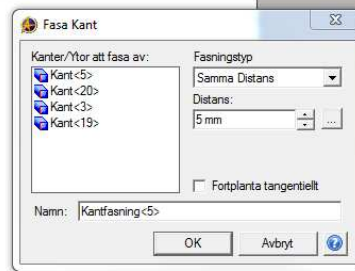 Fasa Kant
Kanter/Ytor att fasa av:
Kant<5>
Kant<20>
Kant<3>
Kant<19>
Fasningstyp
Samma Distans
Distans:
5 mm
...
Fortplanta tangentiellt
Namn: Kantfasning<5>
OK Avbryt